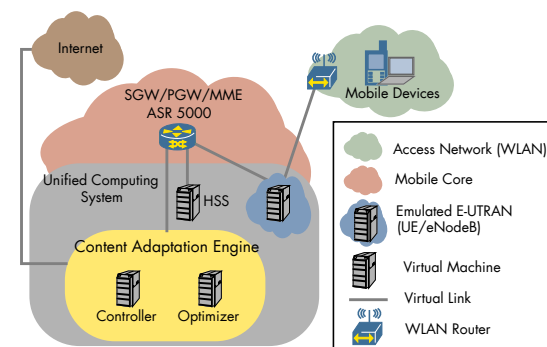 Internet
SGW/PGW/MME
ASR 5000
Mobile Devices
Unified Computing
System
HSS
Content Adaptation Engine
Controller
Optimizer
Access Network (WLAN)
Mobile Core
Emulated E-UTRAN
(UE/eNodeB)
Virtual Machine
Virtual Link
WLAN Router